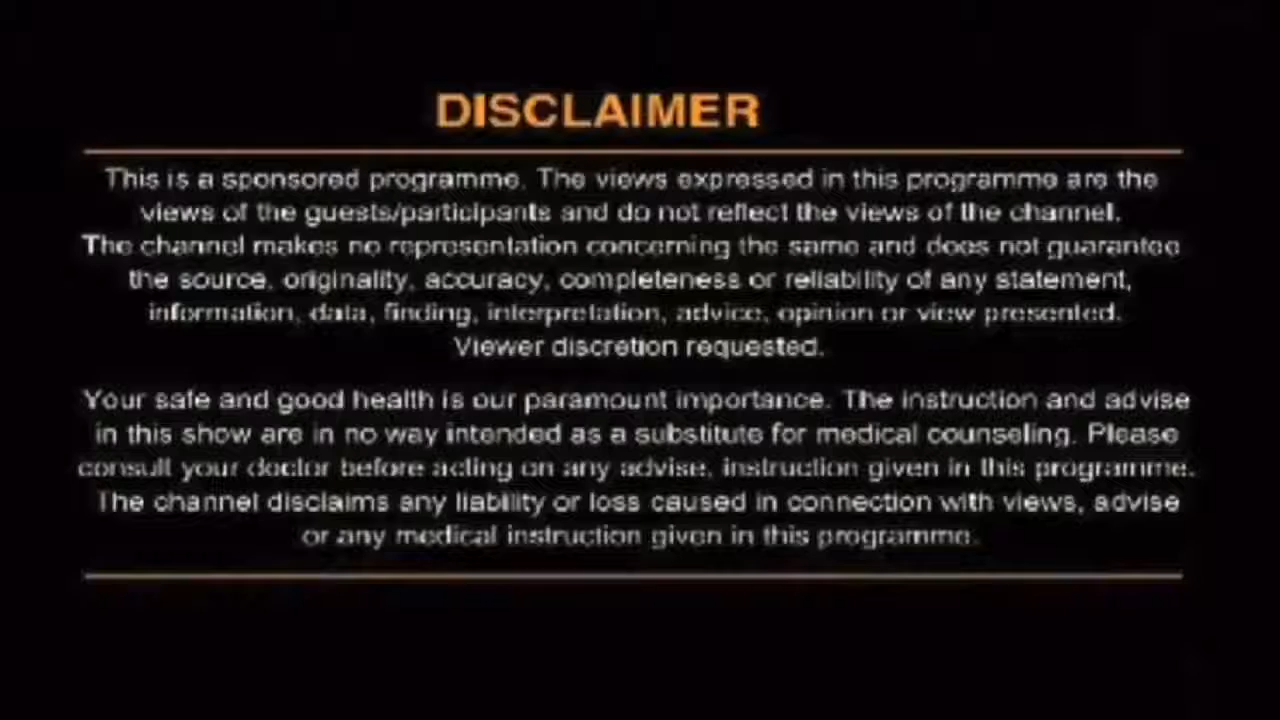 DISCLAIMER
This is a sponsored programme. The views expressed in this programme are the
views of the guests/participants and do not reflect the views of the channel.
The channel makes no representation concerning the same and does not guarantee
the source, originality, accuracy, completeness or reliability of any statement,
information, data, finding, interpretation, advice, opinion or view presented.
Viewer discretion requested.
Your safe and good health is our paramount importance. The instruction and advise
in this show are in no way intended as a substitute for medical counseling. Please
consult your doctor before acting on any advise, instruction given in this programme.
The channel disclaims any liability or loss caused in connection with views, advise
or any medical instruction given in this programme.